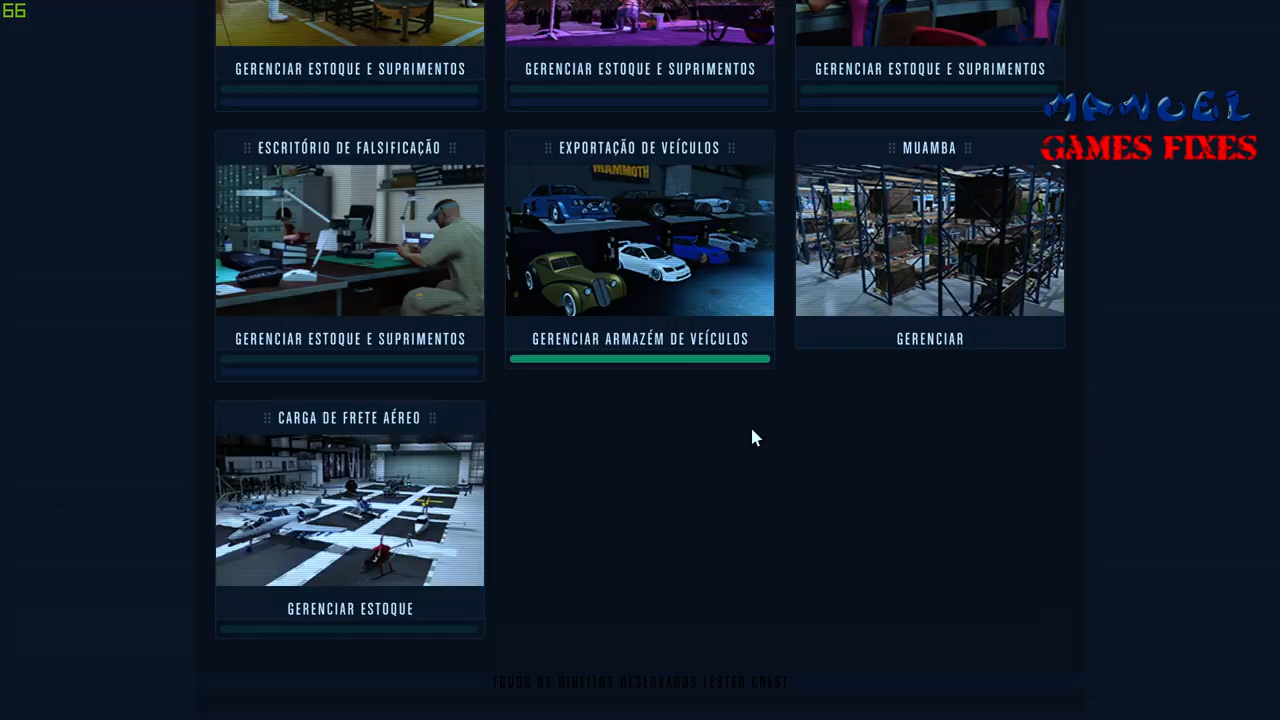 66
GERENCIAR ESTOQUE E SUPRIMENTOS
GERENCIAR ESTOQUE E SUPRIMENTOS
GERENCIAR ESTOQUE E SUPRIMENTOS
MANUEL
GAMES FIXES
ESCRITÓRIO DE FALSIFICAÇÃO
EXPORTAÇÃO DE VEÍCULOS
MUAMBA
MAMMOTH
GERENCIAR ESTOQUE E SUPRIMENTOS
GERENCIAR ARMAZÉM DE VEÍCULOS
GERENCIAR
CARGA DE FRETE AÉREO
GERENCIAR ESTOQUE
TODOS OS DIREITOS RESERVADOS LESTER CREST